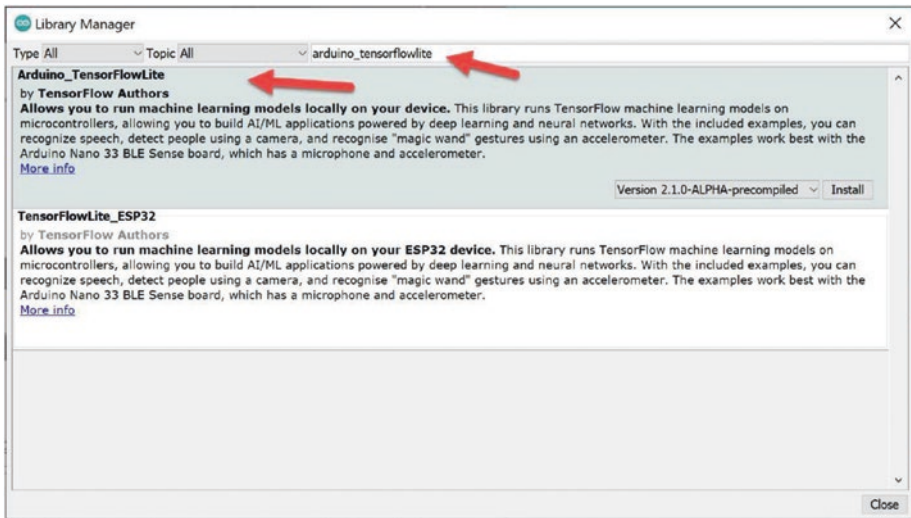 Library Manager
Type All Topic All arduino_tensorflowlite
Arduino_TensorFlowLite
by TensorFlow Authors
Allows you to run machine learning models locally on your device. This library runs TensorFlow machine learning models on
microcontrollers, allowing you to build AI/ML applications powered by deep learning and neural networks. With the included examples, you can
recognize speech, detect people using a camera, and recognise "magic wand" gestures using an accelerometer. The examples work best with the
Arduino Nano 33 BLE Sense board, which has a microphone and accelerometer.
More info
Version 2.1.0-ALPHA-precompiled Install
TensorFlowLite_ESP32
by TensorFlow Authors
Allows you to run machine learning models locally on your ESP32 device. This library runs TensorFlow machine learning models on
microcontrollers, allowing you to build AI/ML applications powered by deep learning and neural networks. With the included examples, you can
recognize speech, detect people using a camera, and recognise "magic wand" gestures using an accelerometer. The examples work best with the
Arduino Nano 33 BLE Sense board, which has a microphone and accelerometer.
More info
Close